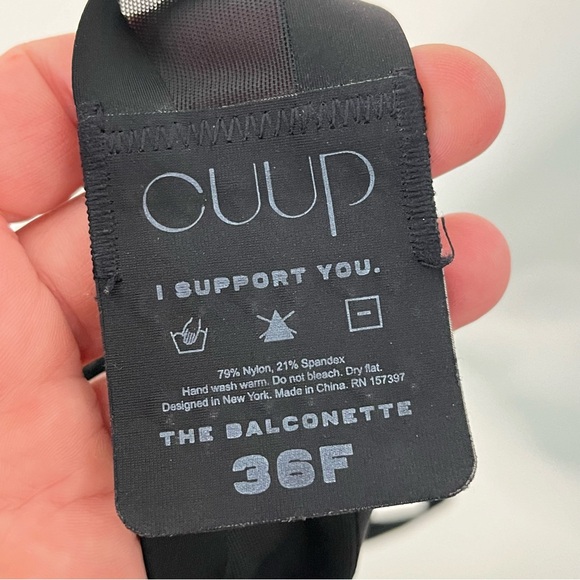 CUUP
I SUPPORT YOU.
79% Nylon, 21% Spandex
Hand wash warm. Do not bleach. Dry flat.
Designed in New York. Made in China. RN 157397
THE BALCONETTE
36F